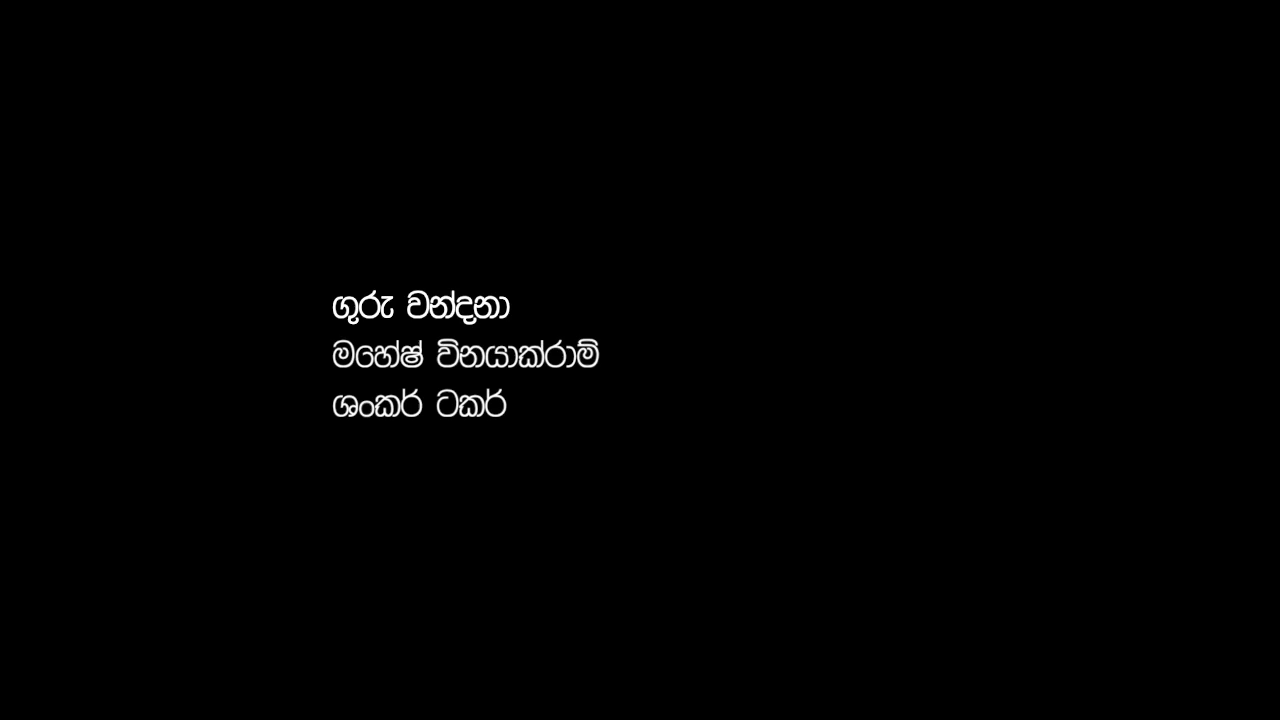 ගුරු වන්දනා
මහේෂ් විනයාක්රාම්
ශංකර් ටකර්